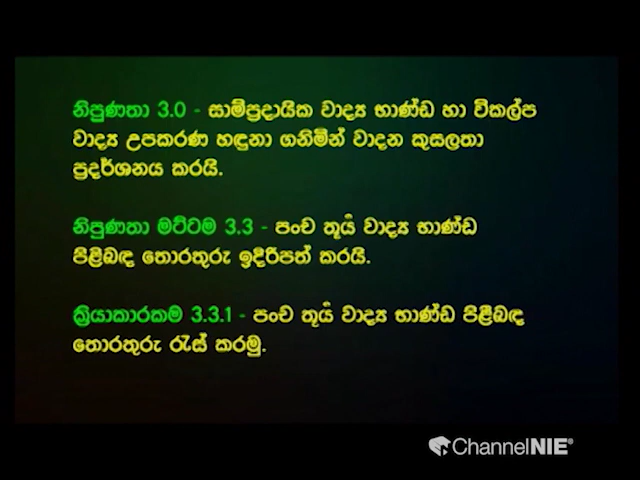 නිපුණතා 3.0 - සාම්ප්‍රදායික වාද්‍ය භාණ්ඩ හා විකල්ප
වාද්‍ය උපකරණ හඳුනා ගනිමින් වාදන කුසලතා
ප්‍රදර්ශනය කරයි.
නිපුණතා මට්ටම 3.3 - පංච තූර්ය වාද්‍ය භාණ්ඩ
පිළිබඳ තොරතුරු ඉදිරිපත් කරයි.
ක්‍රියාකාරකම 3.3.1 - පංච තූර්ය වාද්‍ය භාණ්ඩ පිළීබඳ
තොරතුරු රැස් කරමු.
ChannelNIE®